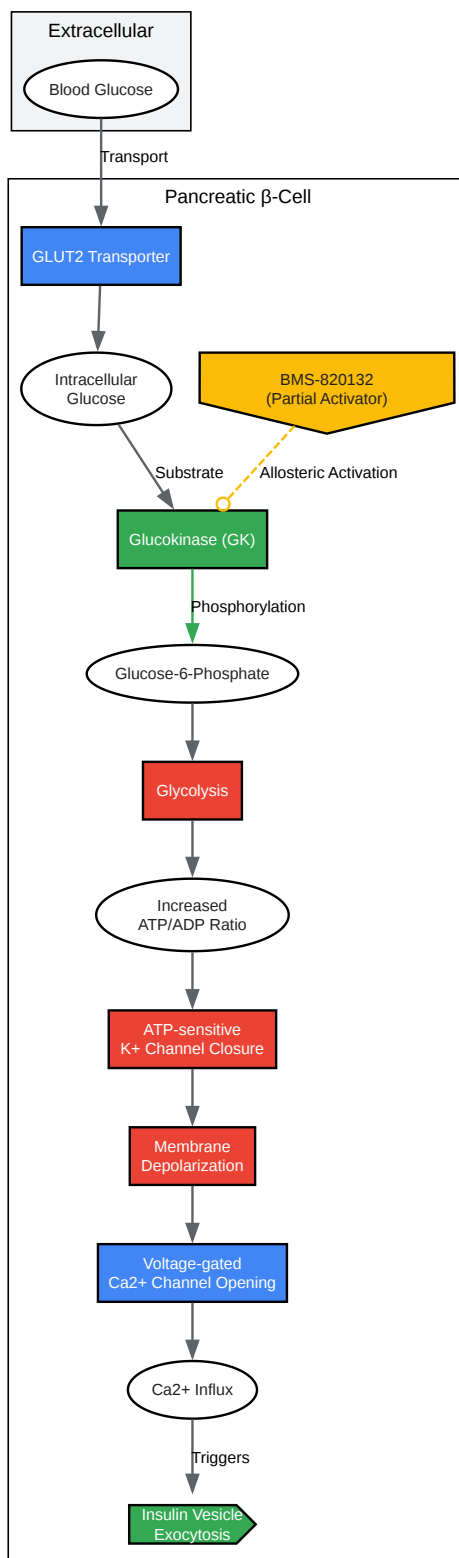 Extracellular
Blood Glucose
Transport
Pancreatic β-Cell
GLUT2 Transporter
Intracellular
Glucose
BMS-820132
(Partial Activator)
Substrate
Allosteric Activation
Glucokinase (GK)
Phosphorylation
Glucose-6-Phosphate
Glycolysis
Increased
ATP/ADP Ratio
ATP-sensitive
K+ Channel Closure
Membrane
Depolarization
Voltage-gated
Ca2+ Channel Opening
Ca2+ Influx
Triggers
Insulin Vesicle
Exocytosis